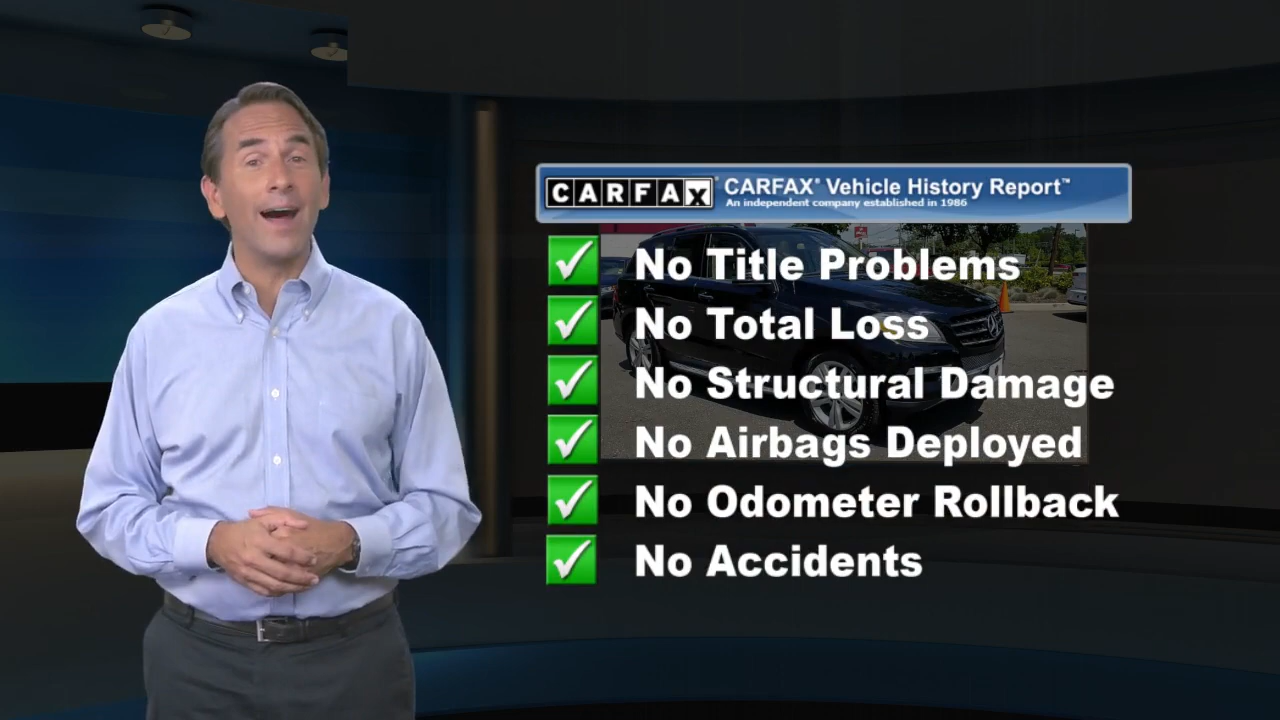 CARFAX® CARFAX® Vehicle History Report™
An independent company established in 1986
No Title Problems
No Total Loss
No Structural Damage
No Airbags Deployed
No Odometer Rollback
No Accidents